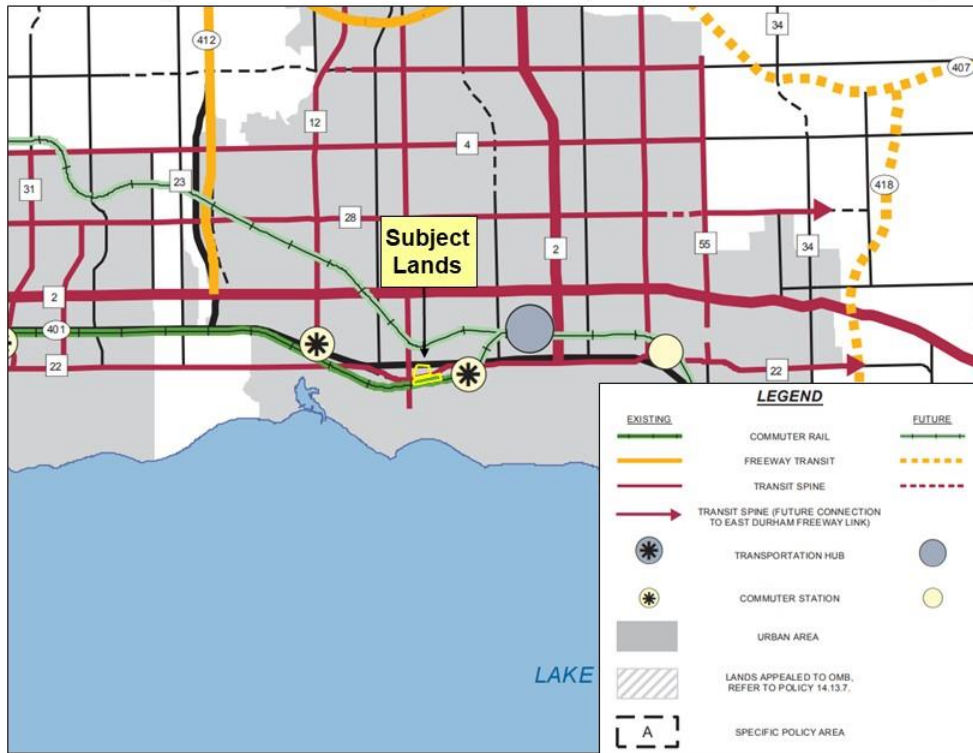 412
34
407
12
4
31
23
418
28
Subject
Lands
2
55
34
2
401
22
22
LAKE
LEGEND
EXISTING
FUTURE
COMMUTER RAIL
FREEWAY TRANSIT
TRANSIT SPINE
TRANSIT SPINE (FUTURE CONNECTION
TO EAST DURHAM FREEWAY LINK)
TRANSPORTATION HUB
COMMUTER STATION
URBAN AREA
LANDS APPEALED TO OMB,
REFER TO POLICY 14.13.7.
A
SPECIFIC POLICY AREA